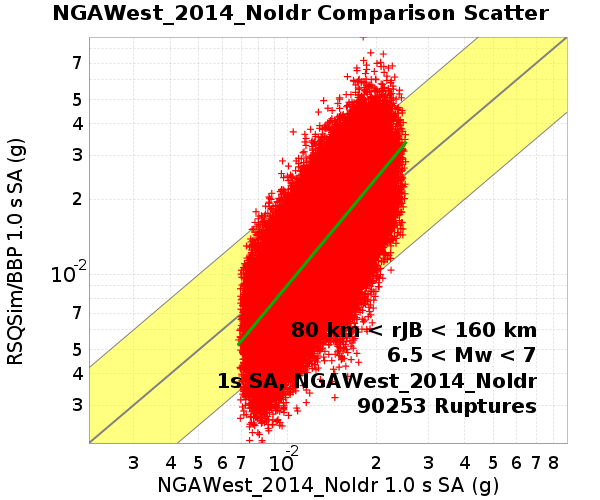 NGAWest_2014_NoIdr Comparison Scatter
RSQSim/BBP 1.0 s SA (g)
7
5
4
3
2
10-2
7
5
4
3
80 km < rJB < 160 km
6.5 < Mw < 7
1s SA, NGAWest_2014_NoIdr
90253 Ruptures
3 4 5 6 7 10-2 2 3 4 5 6 7 8
NGAWest_2014_NoIdr 1.0 s SA (g)